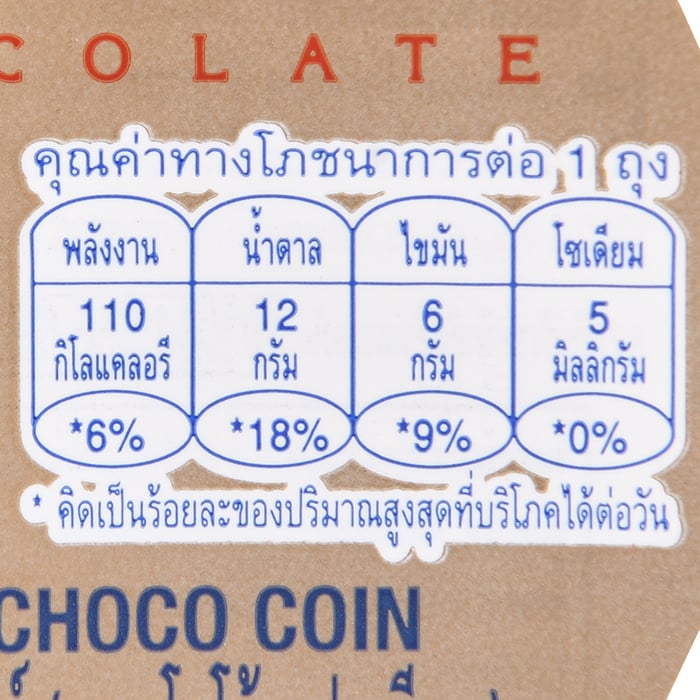 COLATE
คุณค่าทางโภชนาการต่อ 1 ถุง
พลังงาน น้ำตาล ไขมัน โซเดียม
110 12 6 5
กิโลแคลอรี กรัม กรัม มิลลิกรัม
*6% *18% *9% *0%
* คิดเป็นร้อยละของปริมาณสูงสุดที่บริโภคได้ต่อวัน
CHOCO COIN